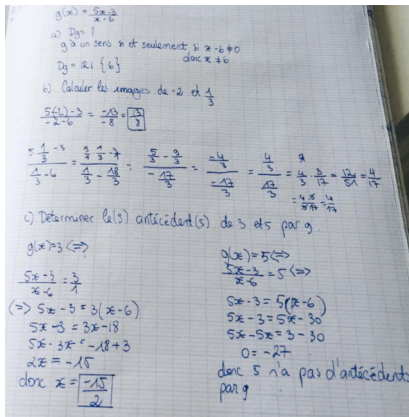 g(x) = 5x-3 / x-6
a) Dg = ?
g a un sens si et seulement si x-6≠0
donc x ≠ 6
Dg = IR \ {6}
b) Calculer les images de -2 et 1/3
5(-2)-3 / -2-6 = -13 / -8 = 13 / 8
5 1/3 - 3 / 1/3 - 6 = 5/3 - 9/3 / 1/3 - 18/3 = 5/3 - 9/3 / -17/3 = -4/3 / -17/3 = 4/3 / 17/3 = 4/3 · 3/17 = 12/51 = 4/17
c) Déterminer le(s) antécédent(s) de 3 et 5 par g.
g(x)=3 <=>
5x-3 / x-6 = 3/1
(=) 5x-3 = 3(x-6)
5x-3 = 3x-18
5x-3x = -18+3
2x = -15
donc x = -15 / 2
g(x)=5 <=>
5x-3 / x-6 = 5 <=>
5x-3 = 5(x-6)
5x-3 = 5x-30
5x-5x = 3-30
0 = -27
donc 5 n'a pas d'antécédents
par g